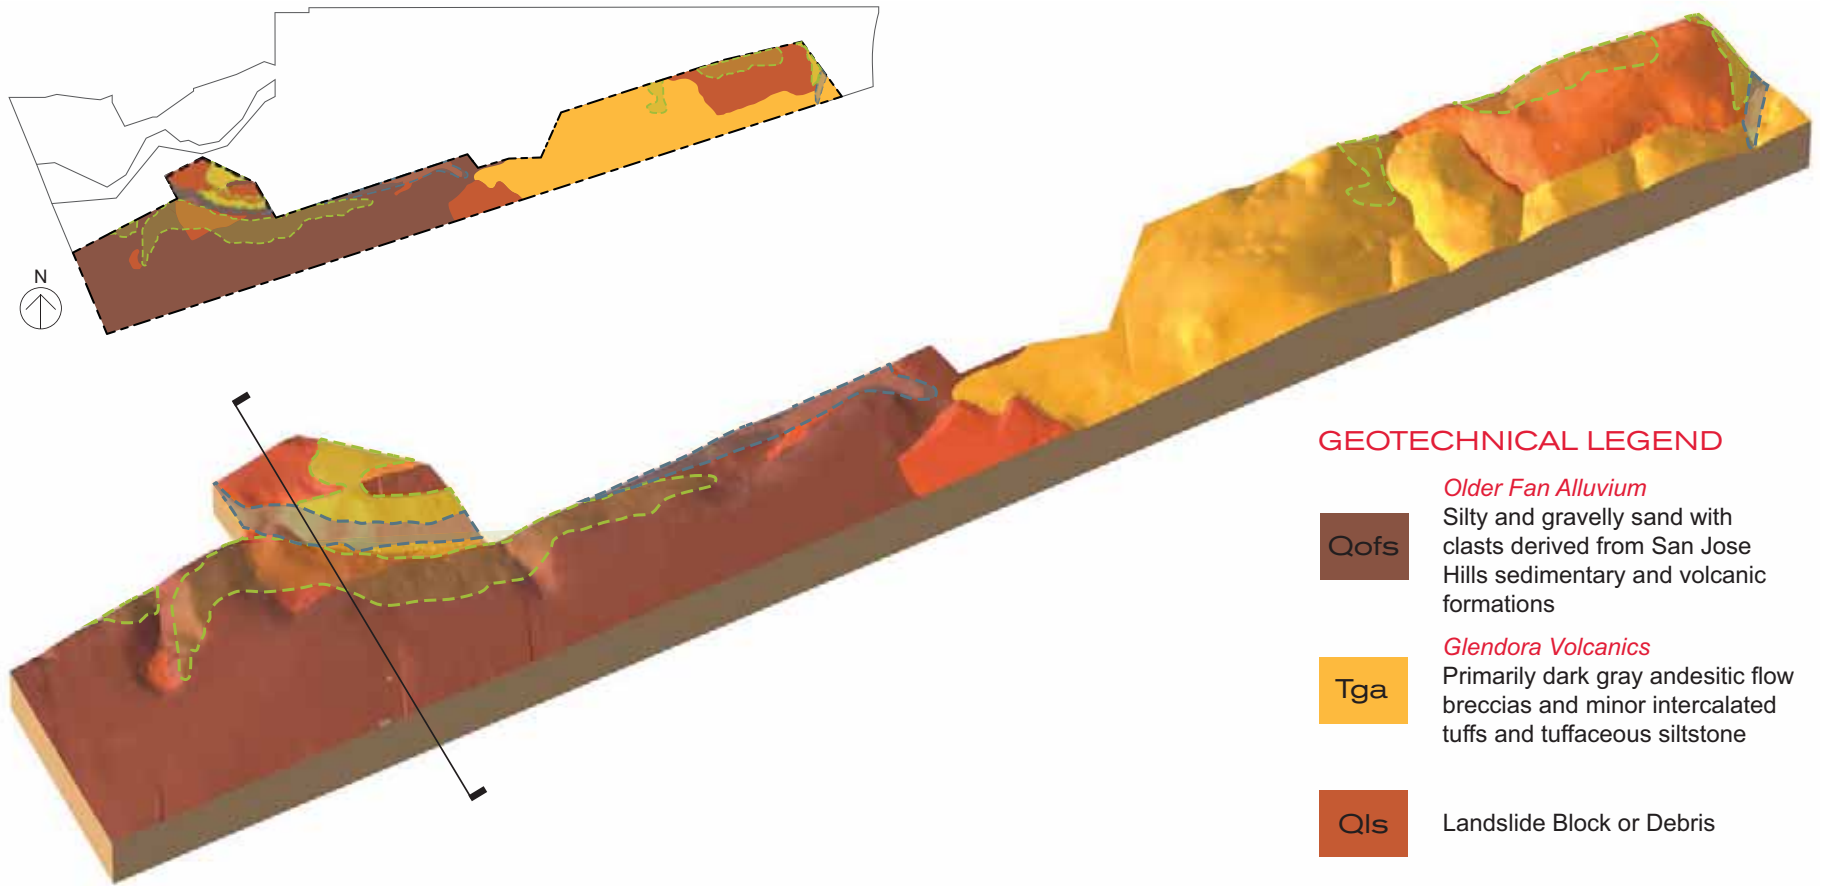 N
GEOTECHNICAL LEGEND
Qofs
Older Fan Alluvium
Silty and gravelly sand with
clasts derived from San Jose
Hills sedimentary and volcanic
formations
Tga
Glendora Volcanics
Primarily dark gray andesitic flow
breccias and minor intercalated
tuffs and tuffaceous siltstone
Qls
Landslide Block or Debris